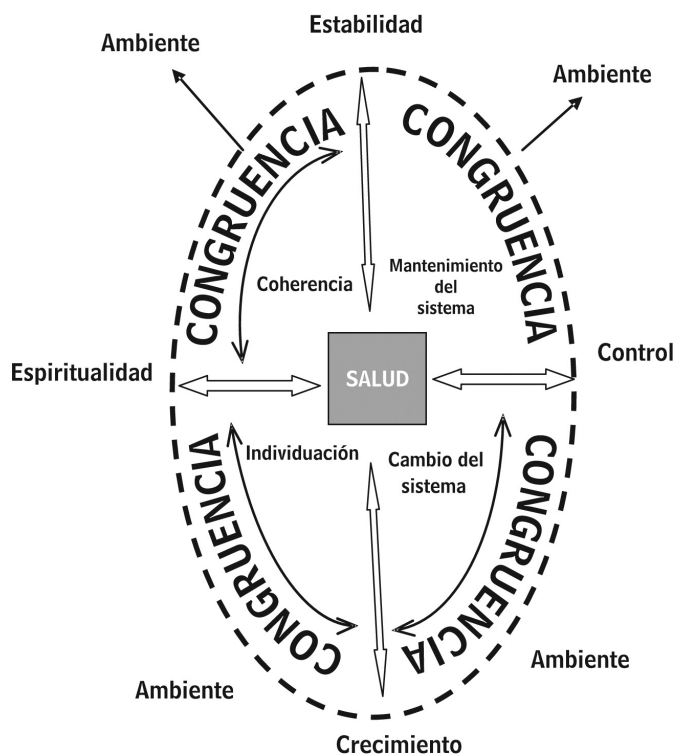 Estabilidad
Ambiente
Ambiente
CONGRUENCIA
CONGRUENCIA
Coherencia
Mantenimiento
del
sistema
Espiritualidad
SALUD
Control
Individuación
Cambio del
sistema
CONGRUENCIA
CONGRUENCIA
Ambiente
Ambiente
Crecimiento